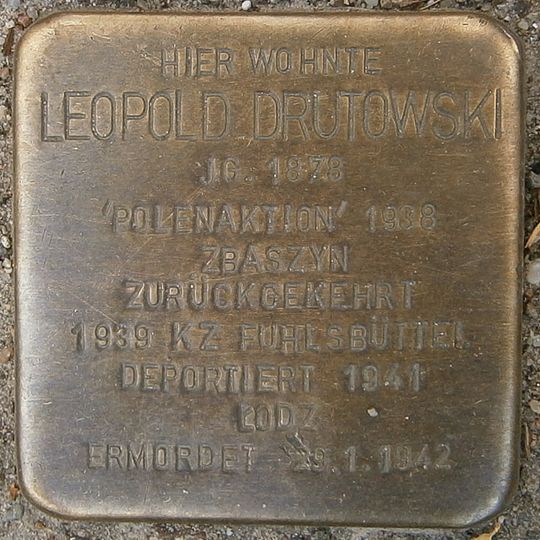 HIER WOHNTE
LEOPOLD DRUTOWSKI
JG. 1878
'POLENAKTION' 1938
ZBASZYN
ZURÜCKGEKEHRT
1939 KZ FUHLSBÜTTEL
DEPORTIERT 1941
ŁODZ
ERMORDET 29.1.1942